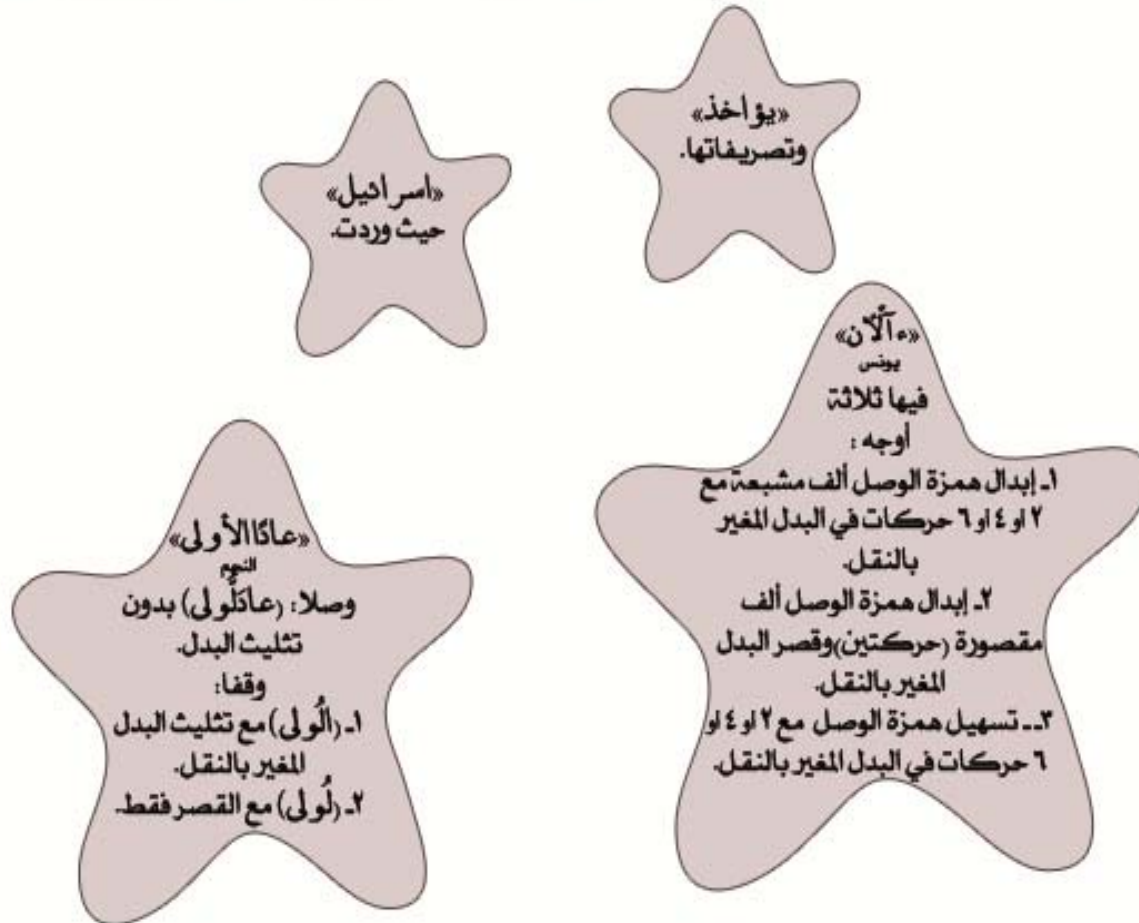 «يؤاخذ»
وتصريفاتها.
«اسرائيل»
حيث وردت.
«ءآلْآن»
يونس
فيها ثلاثة
أوجه :
١ـ إبدال همزة الوصل ألف مشبعة مع
٢ او ٤ او ٦ حركات في البدل المغير
بالنقل.
٢ـ إبدال همزة الوصل ألف
مقصورة (حركتين)وقصر البدل
المغير بالنقل.
٣ــ تسهيل همزة الوصل مع ٢ او ٤ او
٦ حركات في البدل المغير بالنقل.
«عادًا الأولى»
النجم
وصلا: (عادَلُّولى) بدون
تثليث البدل.
وقفا:
١ـ (الُولى) مع تثليث البدل
المغير بالنقل.
٢ـ (لُولى) مع القصر فقط.